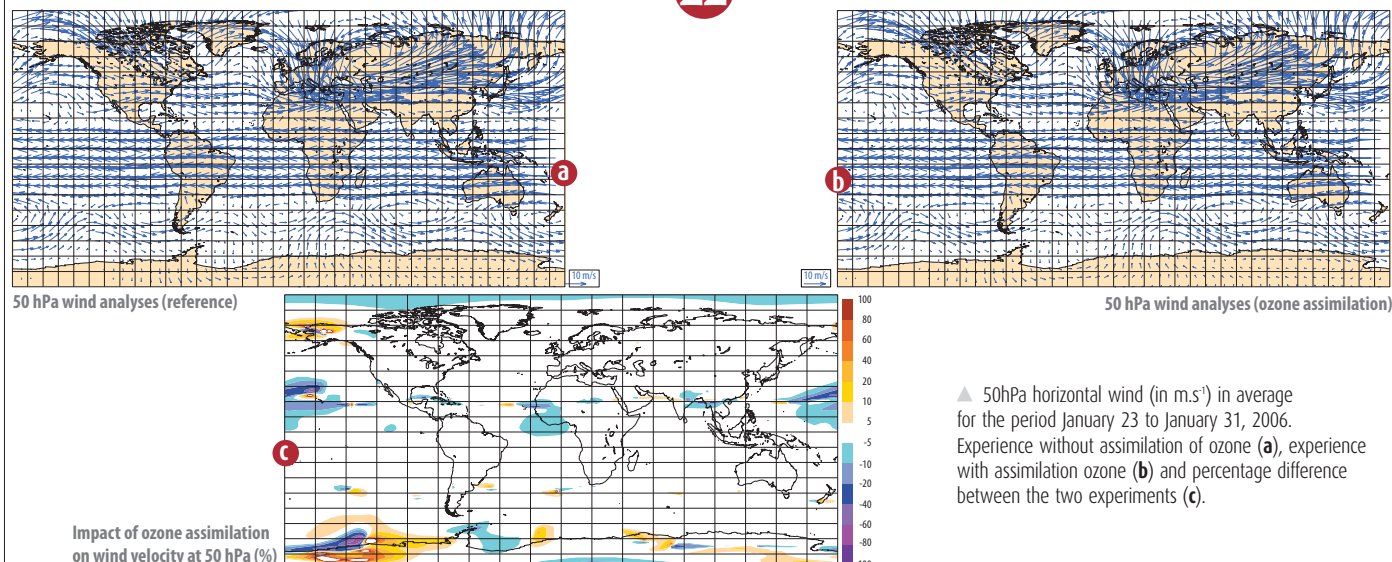 a
b
10 m/s
10 m/s
50 hPa wind analyses (reference)
50 hPa wind analyses (ozone assimilation)
100
80
60
40
20
10
5
-5
-10
-20
-40
-60
-80
-100
c
Impact of ozone assimilation
on wind velocity at 50 hPa (%)
▲ 50hPa horizontal wind (in m.s⁻¹) in average
for the period January 23 to January 31, 2006.
Experience without assimilation of ozone (a), experience
with assimilation ozone (b) and percentage difference
between the two experiments (c).